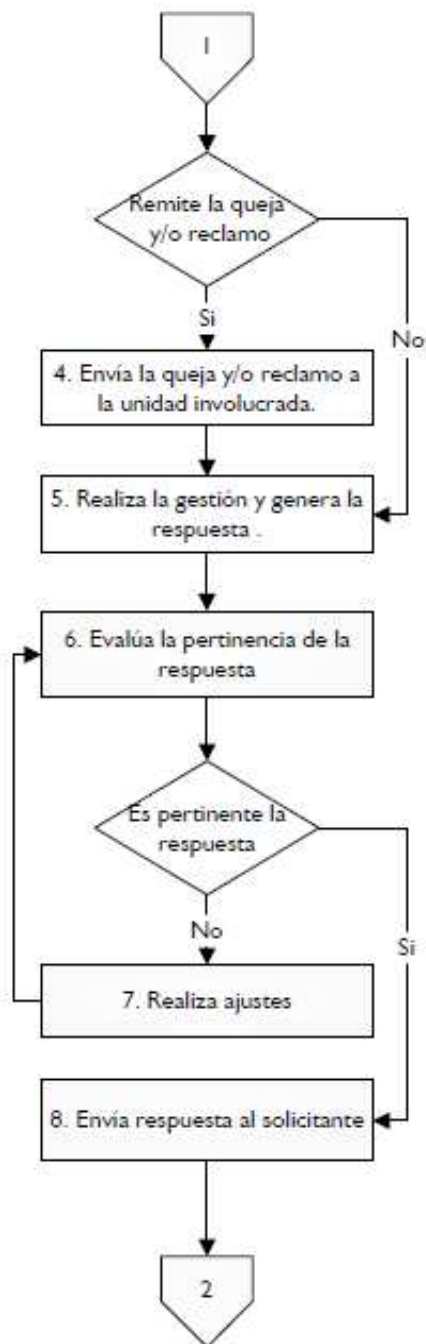 1
Remite la queja
y/o reclamo
Si
No
4. Envía la queja y/o reclamo a
la unidad involucrada.
5. Realiza la gestión y genera la
respuesta .
6. Evalúa la pertinencia de la
respuesta
Es pertinente la
respuesta
No
Si
7. Realiza ajustes
8. Envía respuesta al solicitante
2